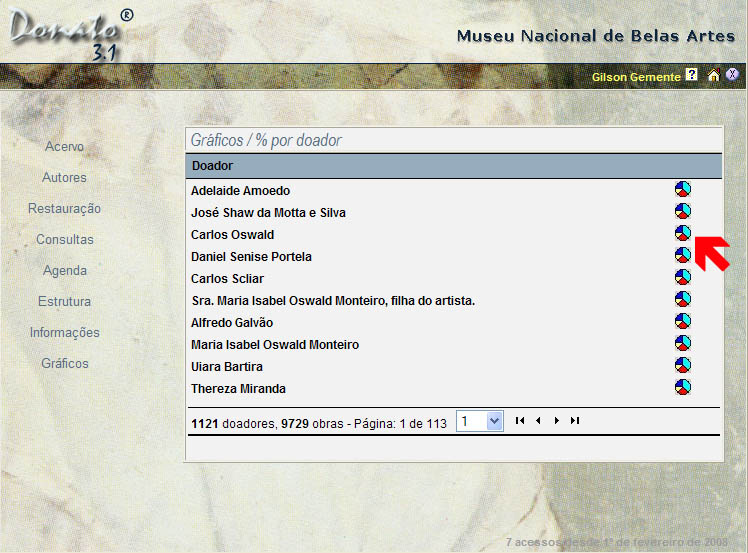 Donato ®
3.1
Museu Nacional de Belas Artes
Gilson Gemente ? X
Acervo
Autores
Restauração
Consultas
Agenda
Estrutura
Informações
Gráficos
Gráficos / % por doador
Doador
Adelaide Amoedo
José Shaw da Motta e Silva
Carlos Oswald
Daniel Senise Portela
Carlos Scliar
Sra. Maria Isabel Oswald Monteiro, filha do artista.
Alfredo Galvão
Maria Isabel Oswald Monteiro
Uiara Bartira
Thereza Miranda
1121 doadores, 9729 obras - Página: 1 de 113 1
7 acessos desde 1° de fevereiro de 2008